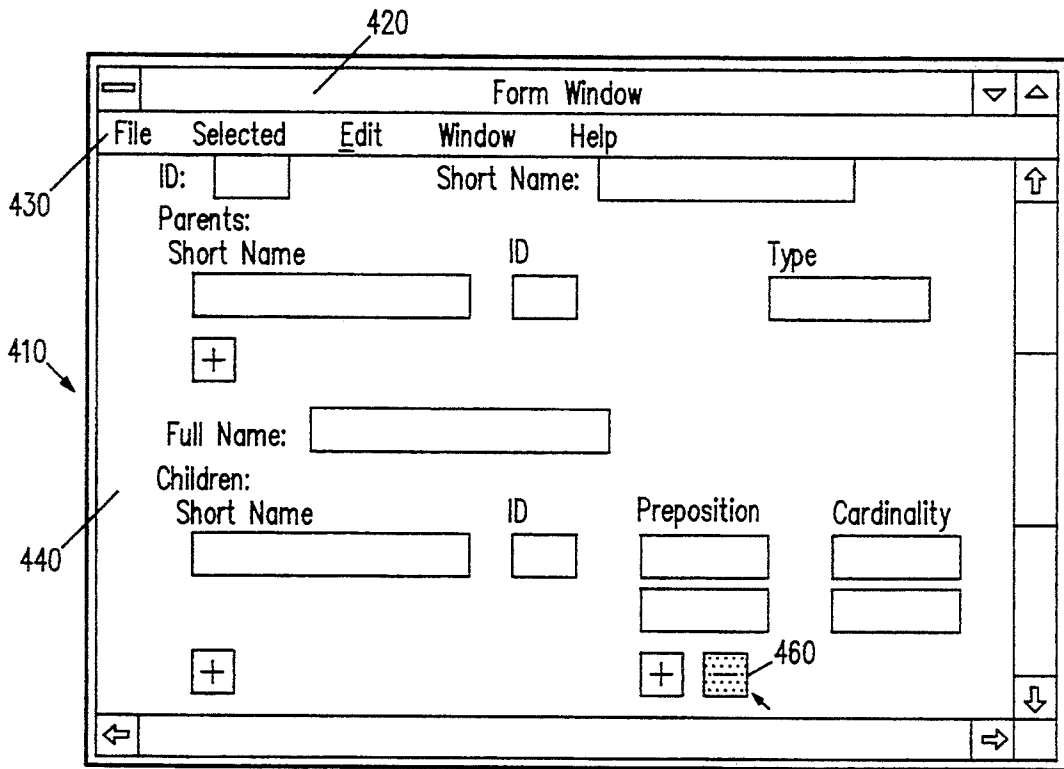 420
Form Window
File Selected Edit Window Help
430
ID: Short Name:
Parents:
Short Name ID Type
410
+
Full Name:
Children:
Short Name ID Preposition Cardinality
440
+ + − 460